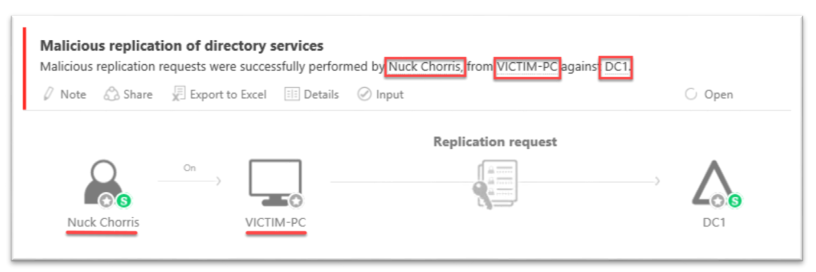 Malicious replication of directory services
Malicious replication requests were successfully performed by Nuck Chorris, from VICTIM-PC against DC1.
Note Share Export to Excel Details Input Open
Replication request
On
Nuck Chorris VICTIM-PC DC1